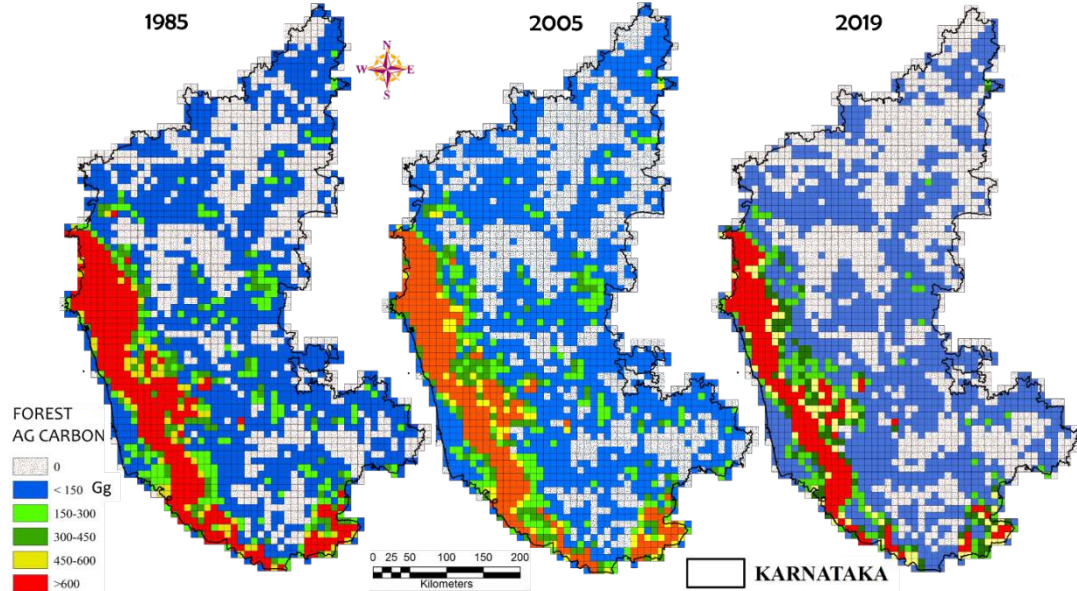 1985
2005
2019
N
W E
S
FOREST
AG CARBON
0
< 150 Gg
150-300
300-450
450-600
>600
0 25 50 100 150 200
Kilometers
KARNATAKA